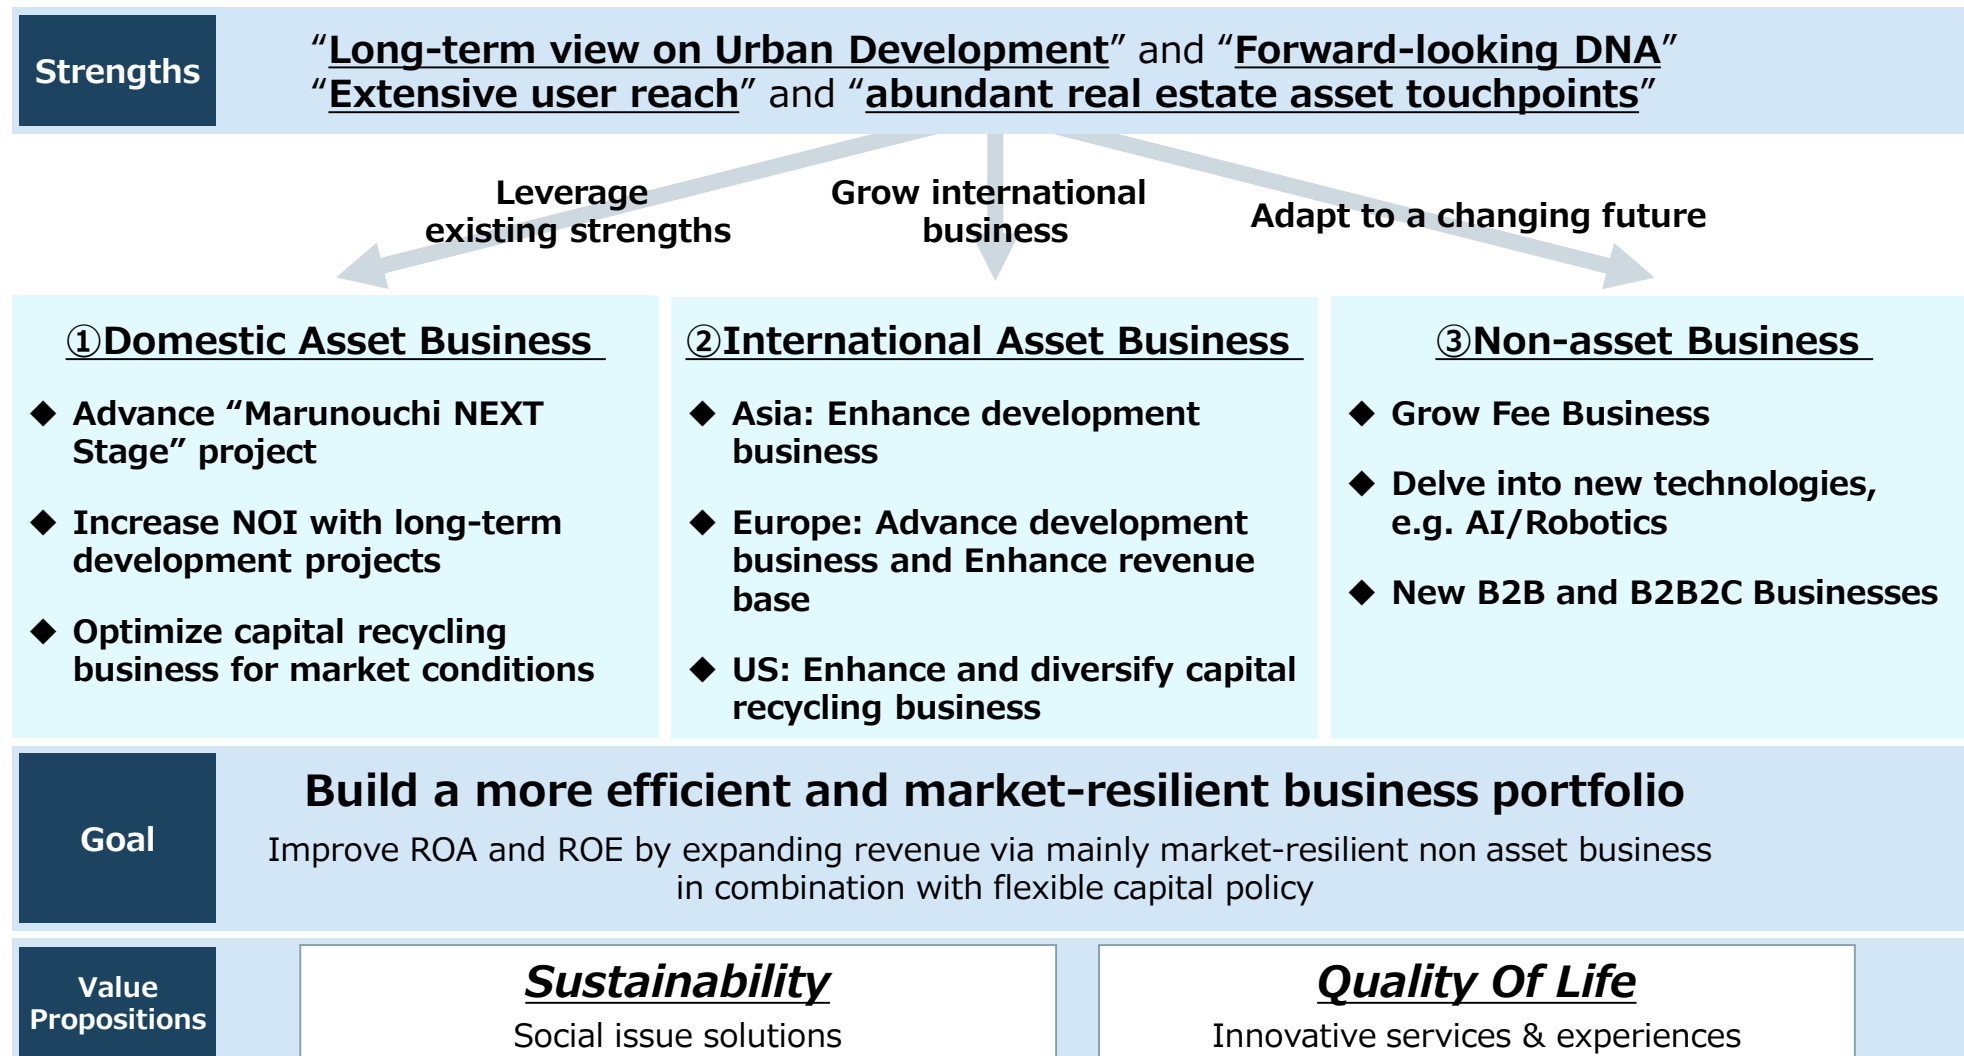 Strengths
“Long-term view on Urban Development” and “Forward-looking DNA”
“Extensive user reach” and “abundant real estate asset touchpoints”
Leverage
existing strengths
Grow international
business
Adapt to a changing future
①Domestic Asset Business
◆ Advance “Marunouchi NEXT
Stage” project
◆ Increase NOI with long-term
development projects
◆ Optimize capital recycling
business for market conditions
②International Asset Business
◆ Asia: Enhance development
business
◆ Europe: Advance development
business and Enhance revenue
base
◆ US: Enhance and diversify capital
recycling business
③Non-asset Business
◆ Grow Fee Business
◆ Delve into new technologies,
e.g. AI/Robotics
◆ New B2B and B2B2C Businesses
Goal
Build a more efficient and market-resilient business portfolio
Improve ROA and ROE by expanding revenue via mainly market-resilient non asset business
in combination with flexible capital policy
Value
Propositions
Sustainability
Social issue solutions
Quality Of Life
Innovative services & experiences